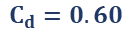 C_d = 0.60